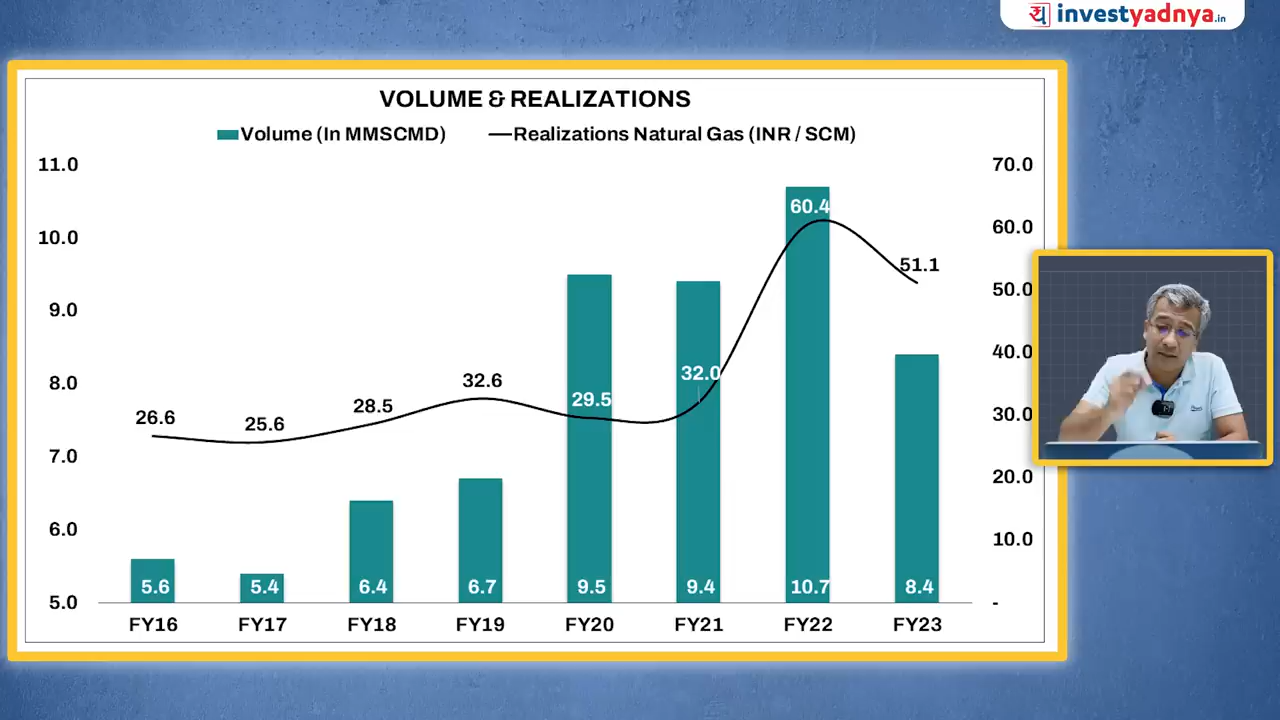 य investyadnya.in
VOLUME & REALIZATIONS
Volume (In MMSCMD) Realizations Natural Gas (INR / SCM)
11.0
10.0
9.0
8.0
7.0
6.0
5.0
70.0
60.0
50.0
40.0
30.0
20.0
10.0
-
26.6 25.6 28.5 32.6 29.5 32.0 60.4 51.1
5.6 5.4 6.4 6.7 9.5 9.4 10.7 8.4
FY16 FY17 FY18 FY19 FY20 FY21 FY22 FY23